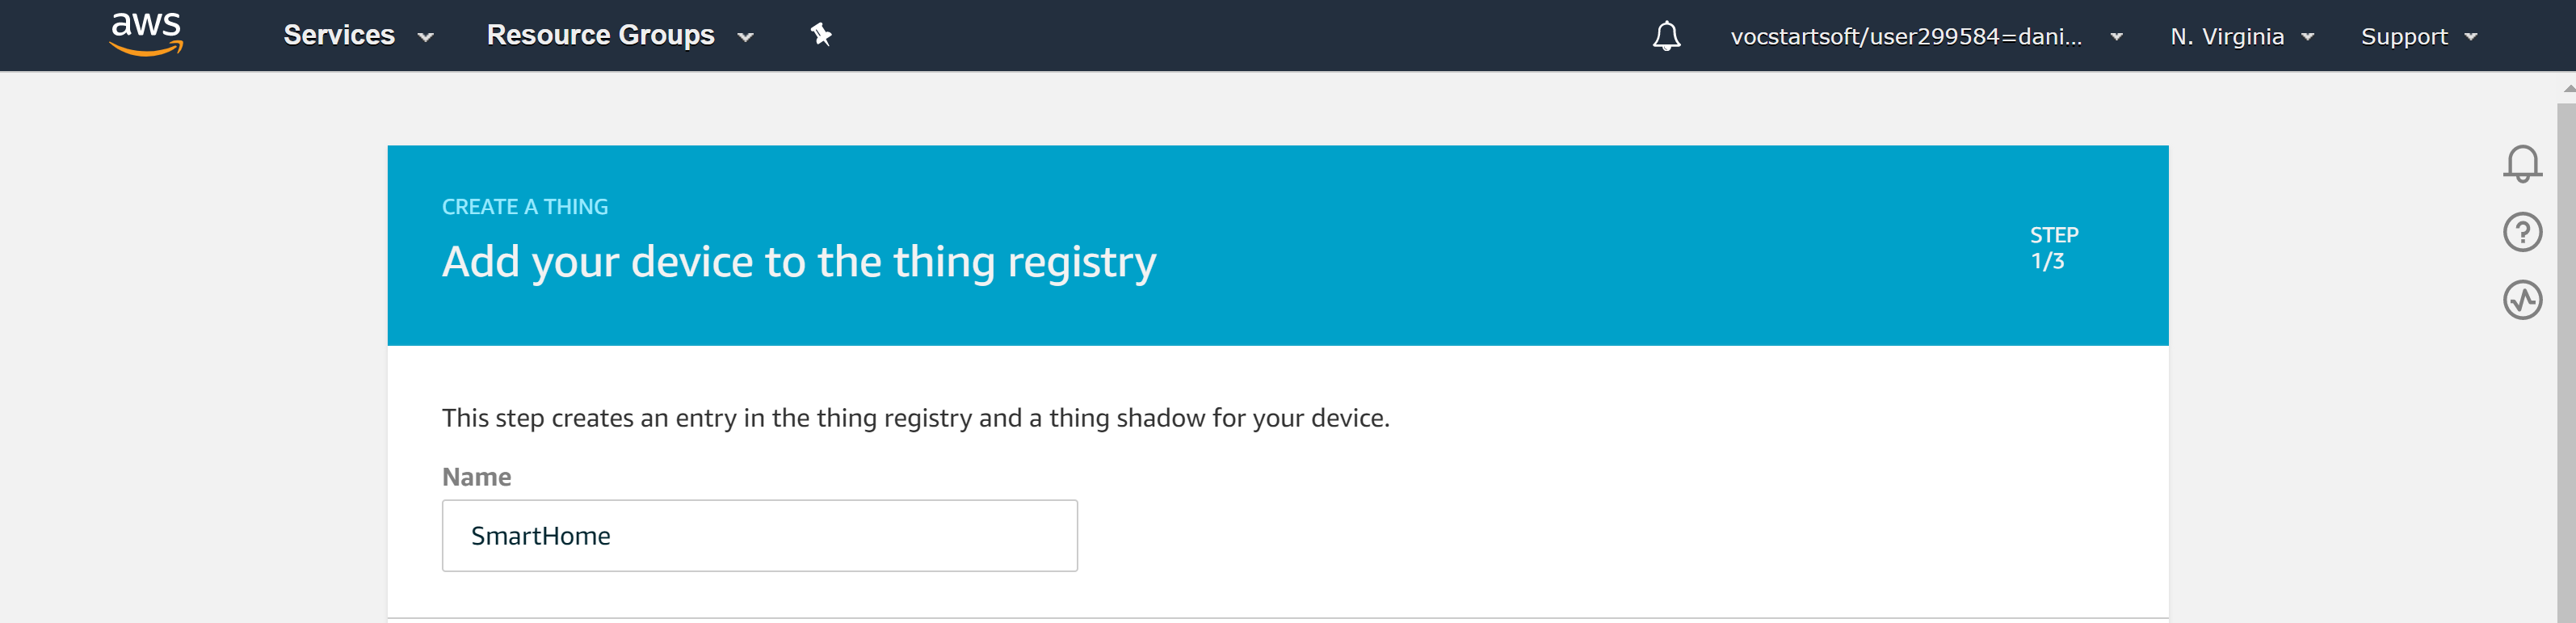 aws Services Resource Groups vocstartsoft/user299584=dani... N. Virginia Support
CREATE A THING
Add your device to the thing registry
STEP
1/3
This step creates an entry in the thing registry and a thing shadow for your device.
Name
SmartHome